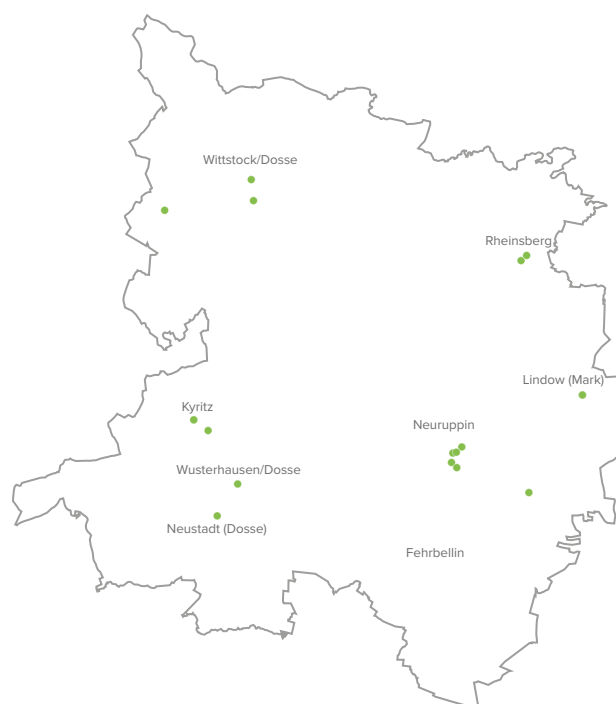 Wittstock/Dosse
Rheinsberg
Lindow (Mark)
Kyritz
Neuruppin
Wusterhausen/Dosse
Neustadt (Dosse)
Fehrbellin